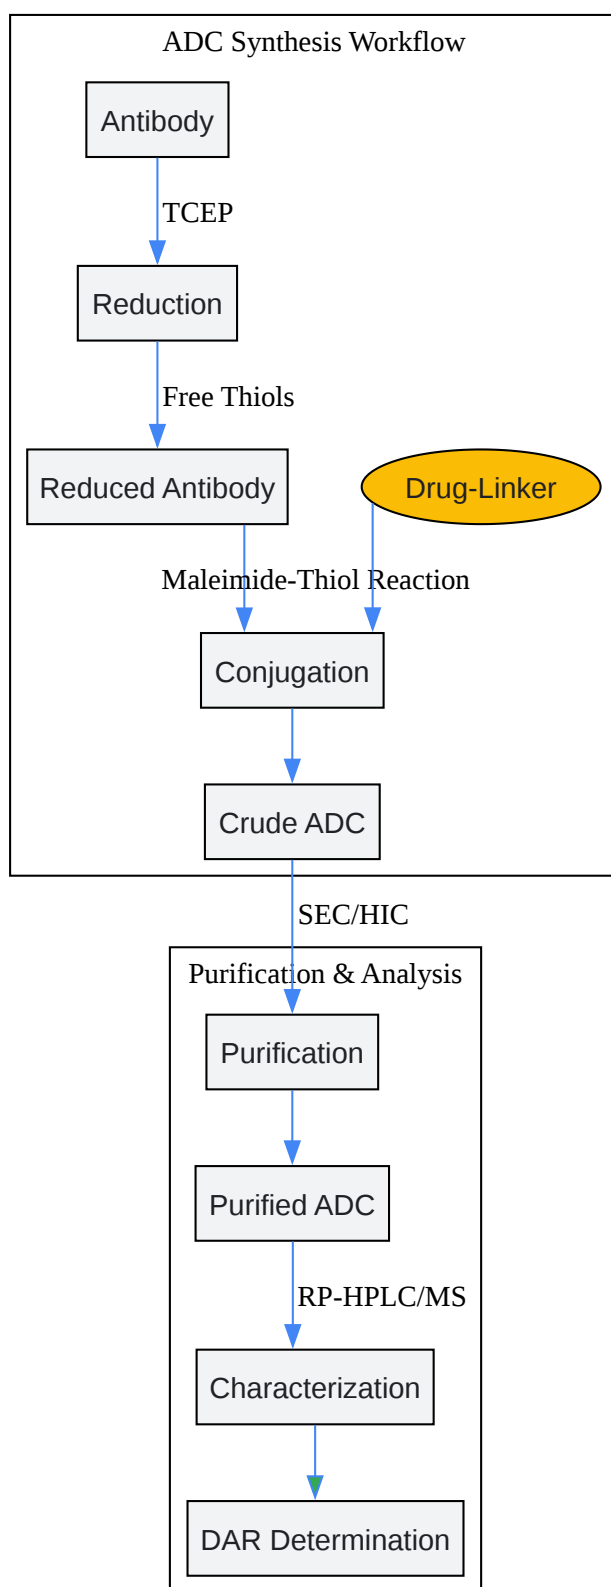 ADC Synthesis Workflow
Antibody
TCEP
Reduction
Free Thiols
Reduced Antibody
Drug-Linker
Maleimide-Thiol Reaction
Conjugation
Crude ADC
SEC/HIC
Purification & Analysis
Purification
Purified ADC
RP-HPLC/MS
Characterization
DAR Determination